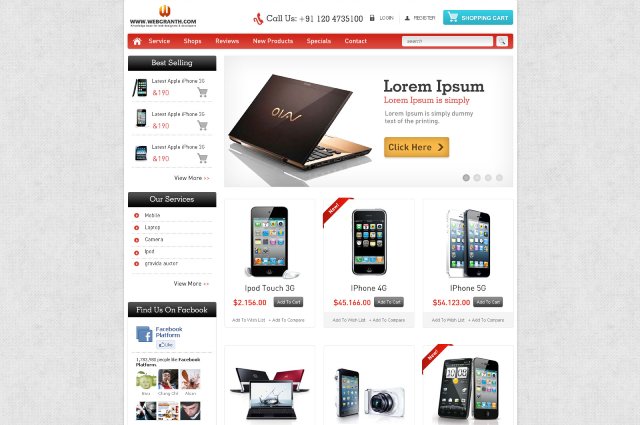 WWW.WEBGRANTH.COM
Call Us: +91 120 4735100
LOGIN
REGISTER
SHOPPING CART
Service
Shops
Reviews
New Products
Specials
Contact
search
Best Selling
Latest Apple iPhone 3G
&190
Latest Apple iPhone 3G
&190
Latest Apple iPhone 3G
&190
View More >>
Lorem Ipsum
Lorem Ipsum is simply
Lorem Ipsum is simply dummy
text of the printing.
Click Here >
Our Services
Mobile
Laptop
Camera
Ipod
gravida auctor
View More >>
New!
Ipod Touch 3G
$2.156.00
Add To Cart
Add To Wish List + Add To Compare
IPhone 4G
$45.166.00
Add To Cart
Add To Wish List + Add To Compare
IPhone 5G
$54.123.00
Add To Cart
Add To Wish List + Add To Compare
Find Us On Facbook
Facebook
Platform
Like
people like Facebook
Platform.
New!